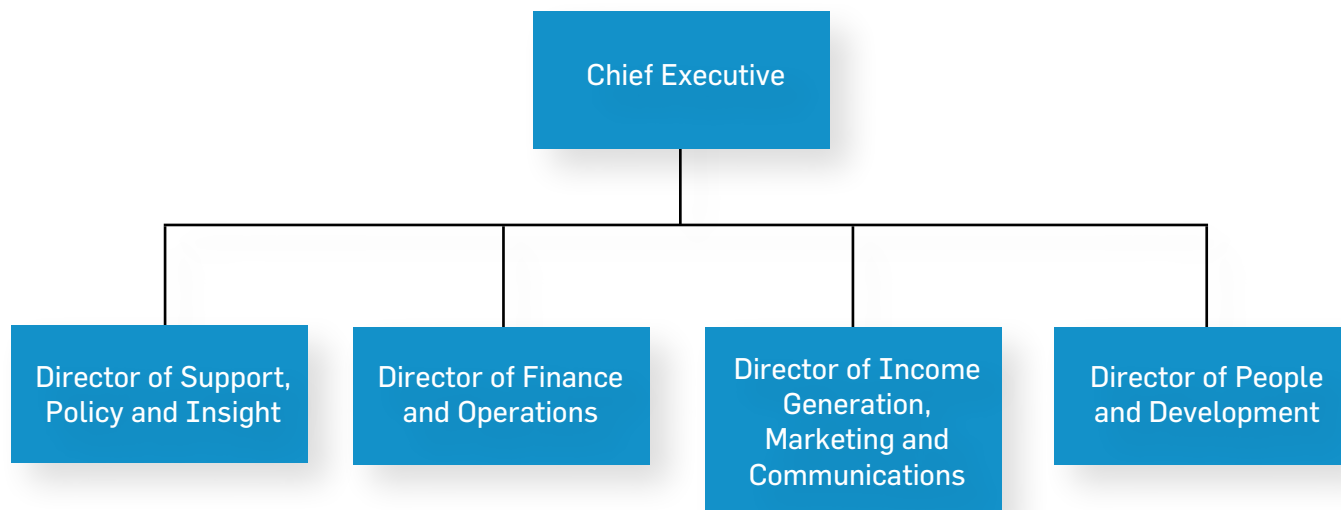 Chief Executive
Director of Support,
Policy and Insight
Director of Finance
and Operations
Director of Income
Generation,
Marketing and
Communications
Director of People
and Development